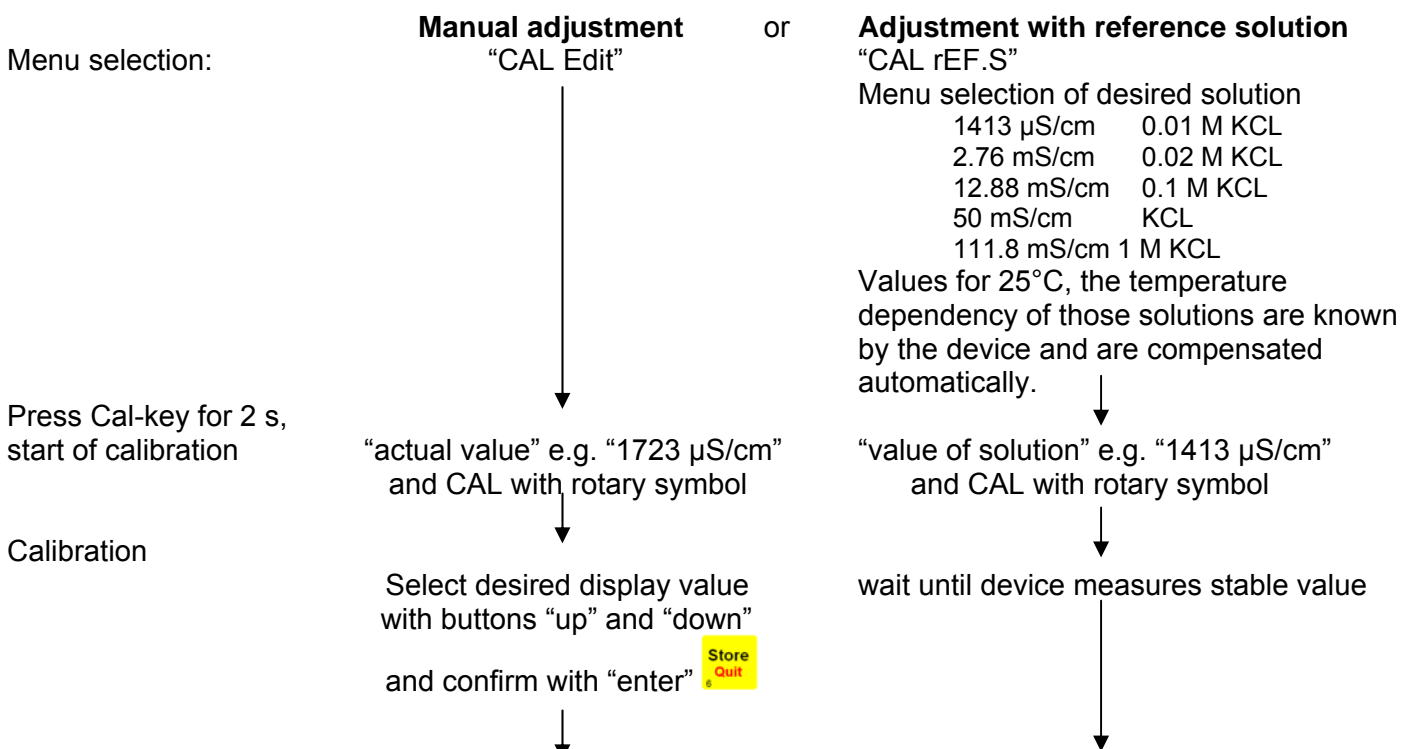 Manual adjustment or Adjustment with reference solution
Menu selection: “CAL Edit” “CAL rEF.S”
Menu selection of desired solution
1413 µS/cm 0.01 M KCL
2.76 mS/cm 0.02 M KCL
12.88 mS/cm 0.1 M KCL
50 mS/cm KCL
111.8 mS/cm 1 M KCL
Values for 25°C, the temperature
dependency of those solutions are known
by the device and are compensated
automatically.
Press Cal-key for 2 s,
start of calibration “actual value” e.g. “1723 µS/cm” “value of solution” e.g. “1413 µS/cm”
and CAL with rotary symbol and CAL with rotary symbol
Calibration
Select desired display value wait until device measures stable value
with buttons “up” and “down”
and confirm with “enter” Store
Quit
6